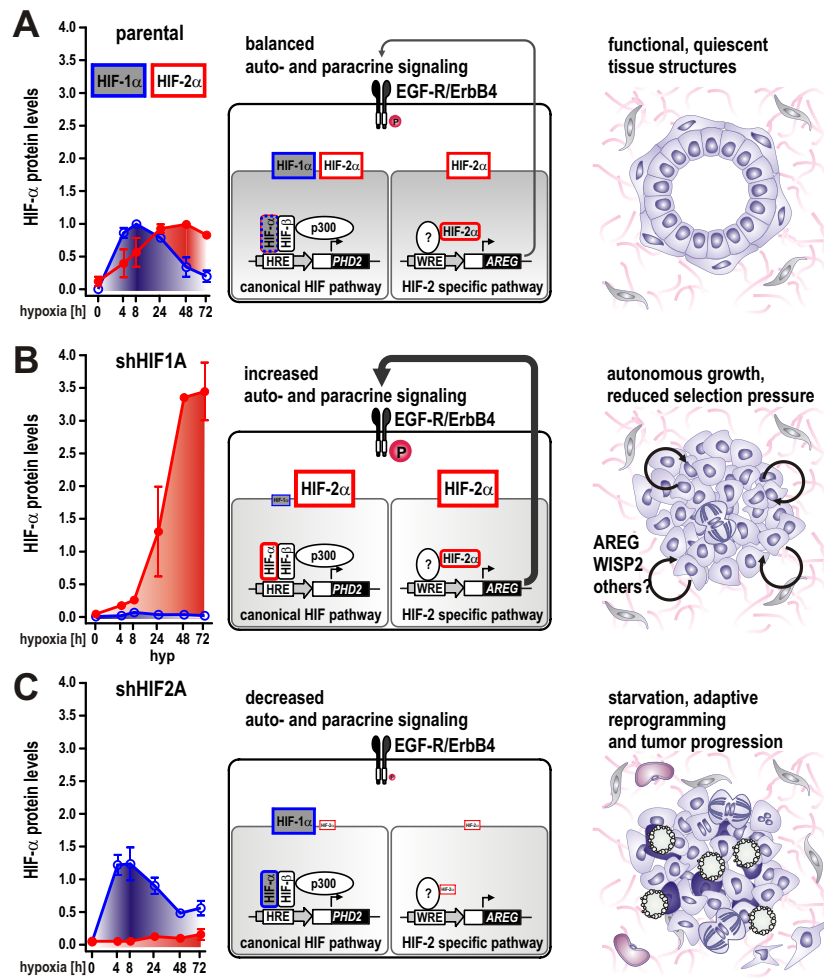 A
parental
HIF-1α
HIF-2α
HIF-α protein levels
4.0
3.5
3.0
2.5
2.0
1.5
1.0
0.5
0.0
hypoxia [h]
0 4 8 24 48 72
balanced
auto- and paracrine signaling
EGF-R/ErbB4
P
HIF-1α
HIF-2α
HIF-2α
HIF-α
HIF-β
p300
HRE
PHD2
canonical HIF pathway
?
HIF-2α
WRE
AREG
HIF-2 specific pathway
functional, quiescent
tissue structures
B
shHIF1A
HIF-α protein levels
4.0
3.5
3.0
2.5
2.0
1.5
1.0
0.5
0.0
hypoxia [h]
0 4 8 24 48 72
hyp
increased
auto- and paracrine signaling
EGF-R/ErbB4
P
HIF-1α
HIF-2α
HIF-2α
HIF-α
HIF-β
p300
HRE
PHD2
canonical HIF pathway
?
HIF-2α
WRE
AREG
HIF-2 specific pathway
autonomous growth,
reduced selection pressure
AREG
WISP2
others?
C
shHIF2A
HIF-α protein levels
4.0
3.5
3.0
2.5
2.0
1.5
1.0
0.5
0.0
hypoxia [h]
0 4 8 24 48 72
decreased
auto- and paracrine signaling
EGF-R/ErbB4
P
HIF-1α
HIF-2α
HIF-2α
HIF-α
HIF-β
p300
HRE
PHD2
canonical HIF pathway
?
HIF-2α
WRE
AREG
HIF-2 specific pathway
starvation, adaptive
reprogramming
and tumor progression